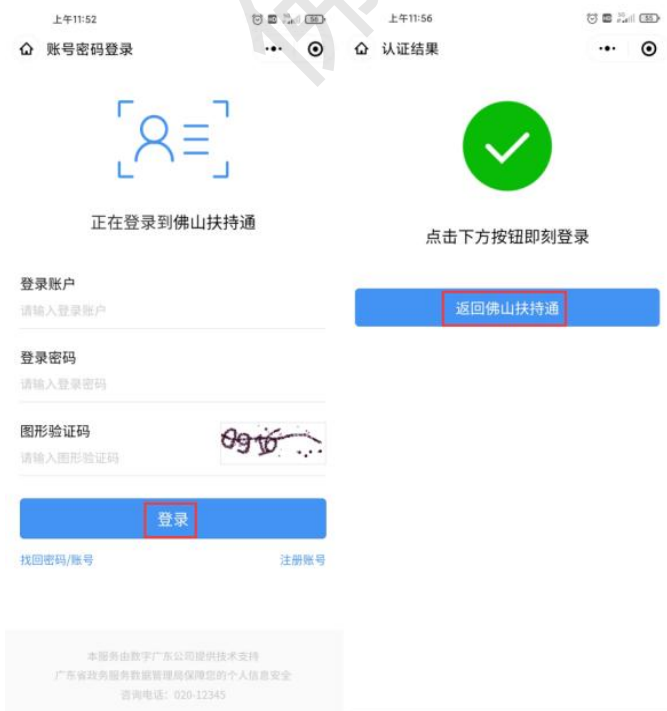 上午11:52
56
账号密码登录
正在登录到佛山扶持通
登录账户
请输入登录账户
登录密码
请输入登录密码
图形验证码
请输入图形验证码
登录
找回密码/账号
注册账号
本服务由数字广东公司提供技术支持
广东省政务服务数据管理局保障您的个人信息安全
咨询电话：020-12345
佛
上午11:56
55
认证结果
点击下方按钮即刻登录
返回佛山扶持通